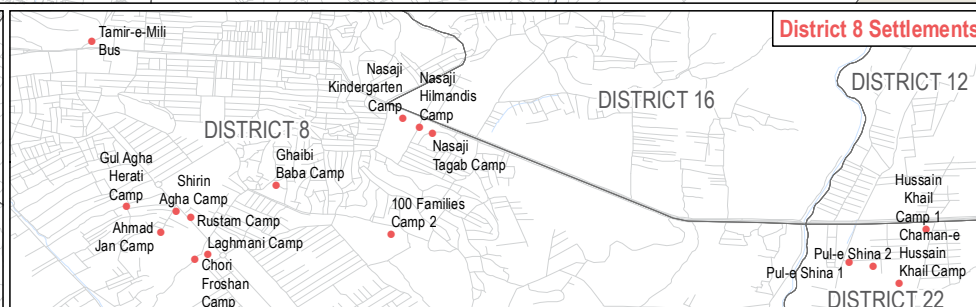 District 8 Settlements
Tamir-e-Mili
Bus
DISTRICT 12
Nasaji
Kindergarten
Camp
Nasaji
Hilmandis
Camp
DISTRICT 16
DISTRICT 8
Nasaji
Tagab Camp
Gul Agha
Herati
Camp
Ghaibi
Baba Camp
Shirin
Agha Camp
Hussain
Khail
Camp 1
100 Families
Camp 2
Rustam Camp
Ahmad
Jan Camp
Laghmani Camp
Chaman-e
Hussain
Khail Camp
Pul-e Shina 2
Pul-e Shina 1
Chori
Froshan
Camp
DISTRICT 22